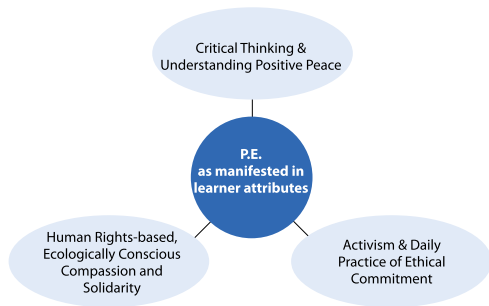 Critical Thinking &
Understanding Positive Peace
P.E.
as manifested in
learner attributes
Human Rights-based,
Ecologically Conscious
Compassion and
Solidarity
Activism & Daily
Practice of Ethical
Commitment